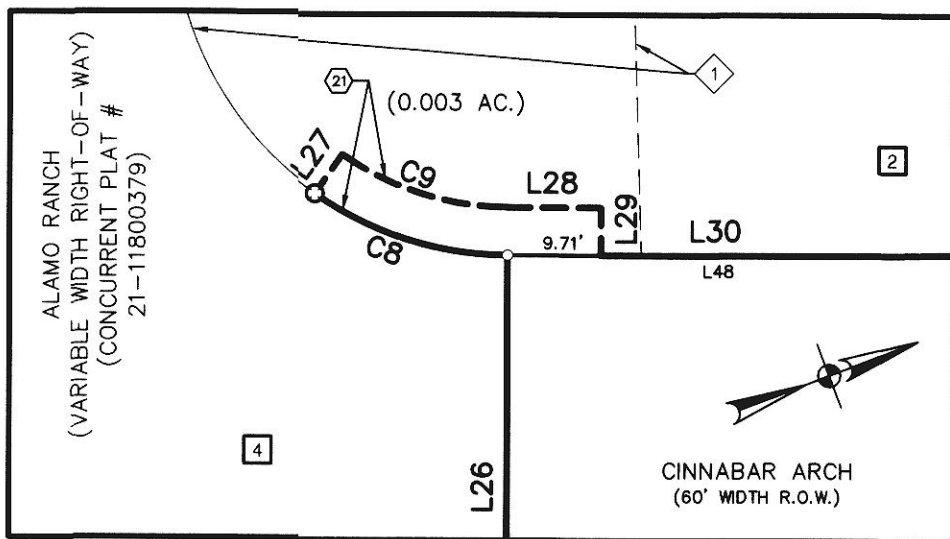 ALAMO RANCH
(VARIABLE WIDTH RIGHT-OF-WAY)
(CONCURRENT PLAT #
21-11800379)
21
(0.003 AC.)
1
2
L27
C9
L28
L29
C8
9.71'
L30
L48
4
L26
CINNABAR ARCH
(60' WIDTH R.O.W.)